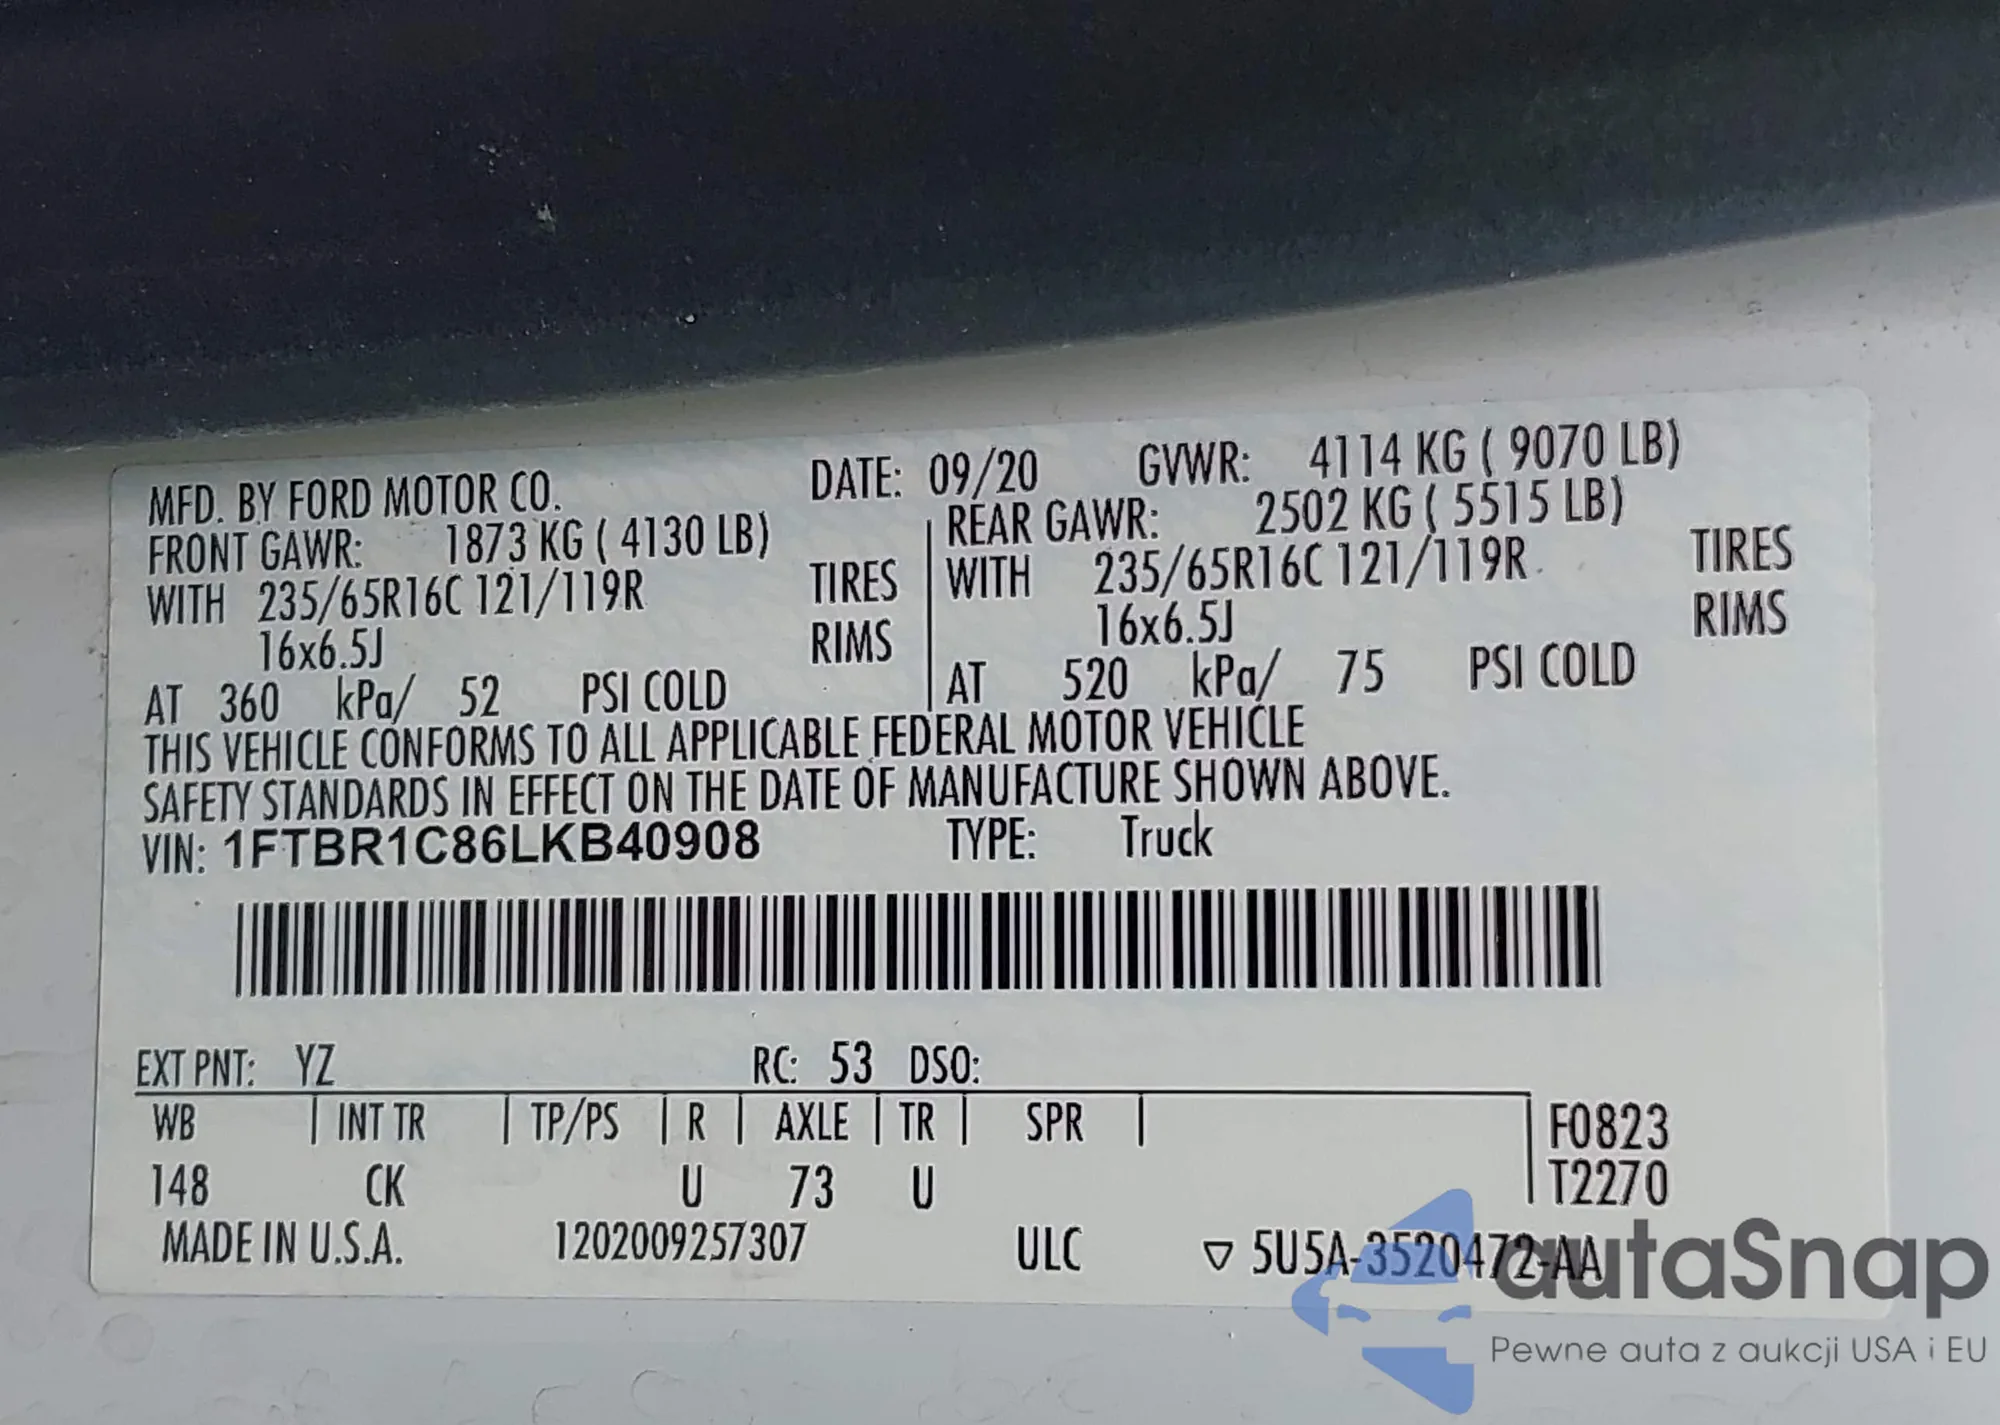 MFD. BY FORD MOTOR CO. DATE: 09/20 GVWR: 4114 KG ( 9070 LB)
FRONT GAWR: 1873 KG ( 4130 LB) REAR GAWR: 2502 KG ( 5515 LB)
WITH 235/65R16C 121/119R TIRES WITH 235/65R16C 121/119R TIRES
16x6.5J RIMS 16x6.5J RIMS
AT 360 kPa/ 52 PSI COLD AT 520 kPa/ 75 PSI COLD
THIS VEHICLE CONFORMS TO ALL APPLICABLE FEDERAL MOTOR VEHICLE
SAFETY STANDARDS IN EFFECT ON THE DATE OF MANUFACTURE SHOWN ABOVE.
VIN: 1FTBR1C86LKB40908 TYPE: Truck
EXT PNT: YZ RC: 53 DSO:
WB INT TR TP/PS R AXLE TR SPR F0823
148 CK U 73 U T2270
MADE IN U.S.A. 1202009257307 ULC ▽ 5U5A-3520472-AA
autaSnap
Pewne auta z aukcji USA i EU